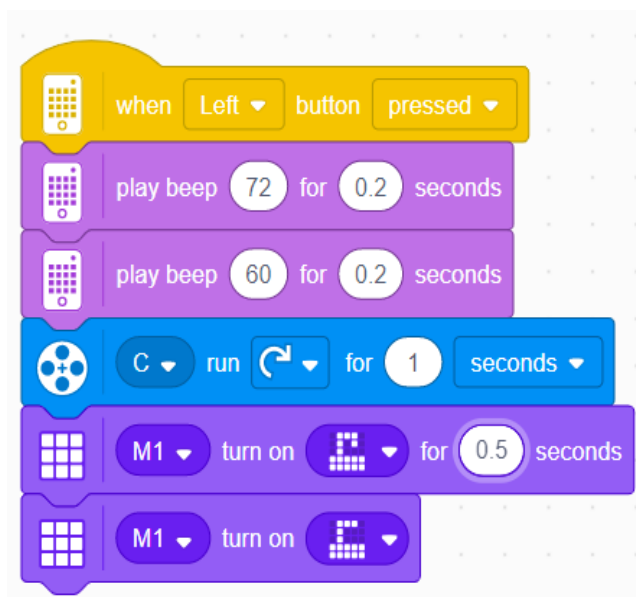 when Left button pressed
play beep 72 for 0.2 seconds
play beep 60 for 0.2 seconds
C run for 1 seconds
M1 turn on for 0.5 seconds
M1 turn on